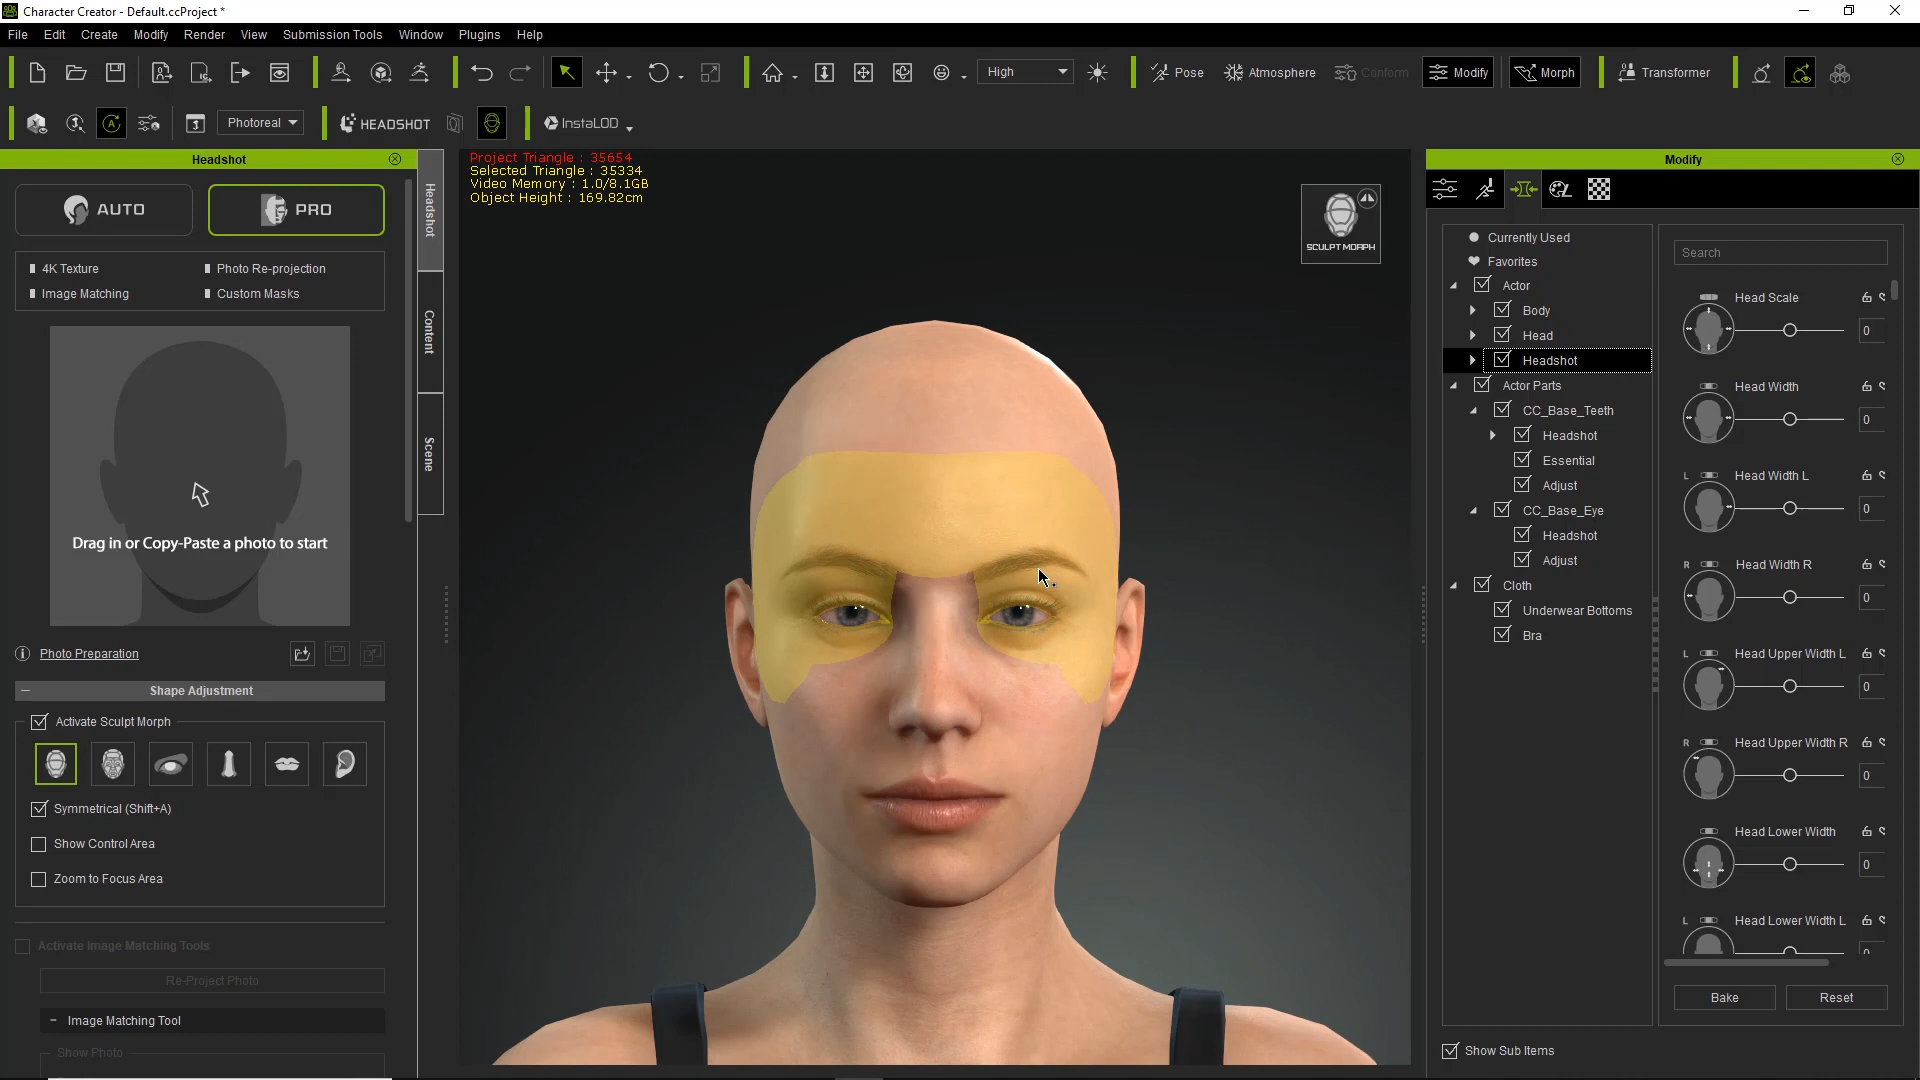 Character Creator - Default.ccProject *
File Edit Create Modify Render View Submission Tools Window Plugins Help
High Pose Atmosphere Conform Modify Morph Transformer
Photoreal HEADSHOT InstaLOD
Headshot
AUTO PRO
4K Texture Photo Re-projection
Image Matching Custom Masks
Drag in or Copy-Paste a photo to start
Photo Preparation
Shape Adjustment
Activate Sculpt Morph
Symmetrical (Shift+A)
Show Control Area
Zoom to Focus Area
Activate Image Matching Tools
Re-Project Photo
Image Matching Tool
Show Photo
Headshot
Content
Scene
Project Triangle : 35654
Selected Triangle : 35334
Video Memory : 1.0/8.1GB
Object Height : 169.82cm
SCULPT MORPH
Modify
Currently Used
Favorites
Actor
Body
Head
Headshot
Actor Parts
CC_Base_Teeth
Headshot
Essential
Adjust
CC_Base_Eye
Headshot
Adjust
Cloth
Underwear Bottoms
Bra
Show Sub Items
Search
Head Scale
0
Head Width
0
L Head Width L
0
R Head Width R
0
L Head Upper Width L
0
R Head Upper Width R
0
Head Lower Width
0
L Head Lower Width L
0
Bake Reset